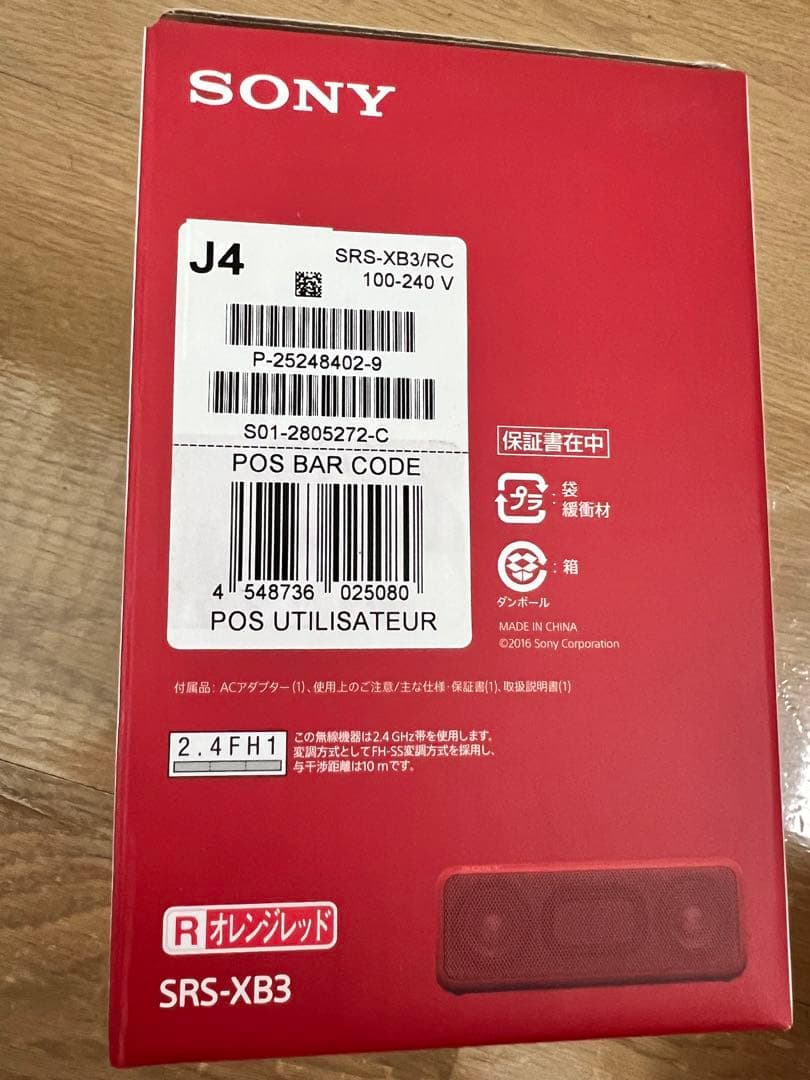 SONY
J4
SRS-XB3/RC
100-240 V
P-25248402-9
S01-2805272-C
POS BAR CODE
4 548736 025080
POS UTILISATEUR
保証書在中
プラ : 袋
緩衝材
: 箱
ダンボール
MADE IN CHINA
©2016 Sony Corporation
付属品：ACアダプター(1)、使用上のご注意/主な仕様・保証書(1)、取扱説明書(1)
2.4FH1
この無線機器は2.4 GHz帯を使用します。
変調方式としてFH-SS変調方式を採用し、
与干渉距離は10 mです。
SONY
R オレンジレッド
SRS-XB3